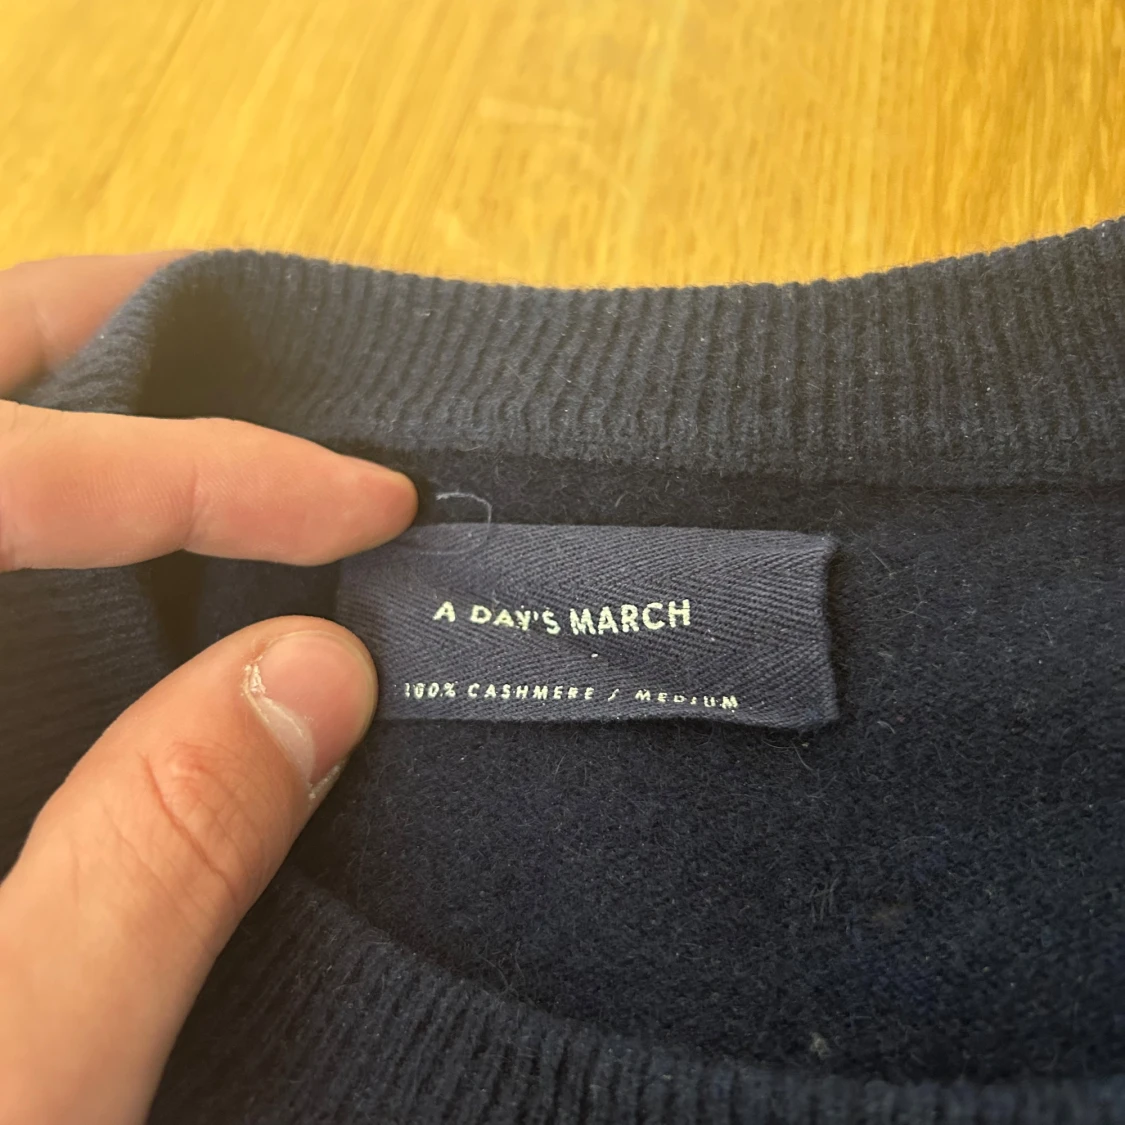 A DAY'S MARCH
100% CASHMERE / MEDIUM